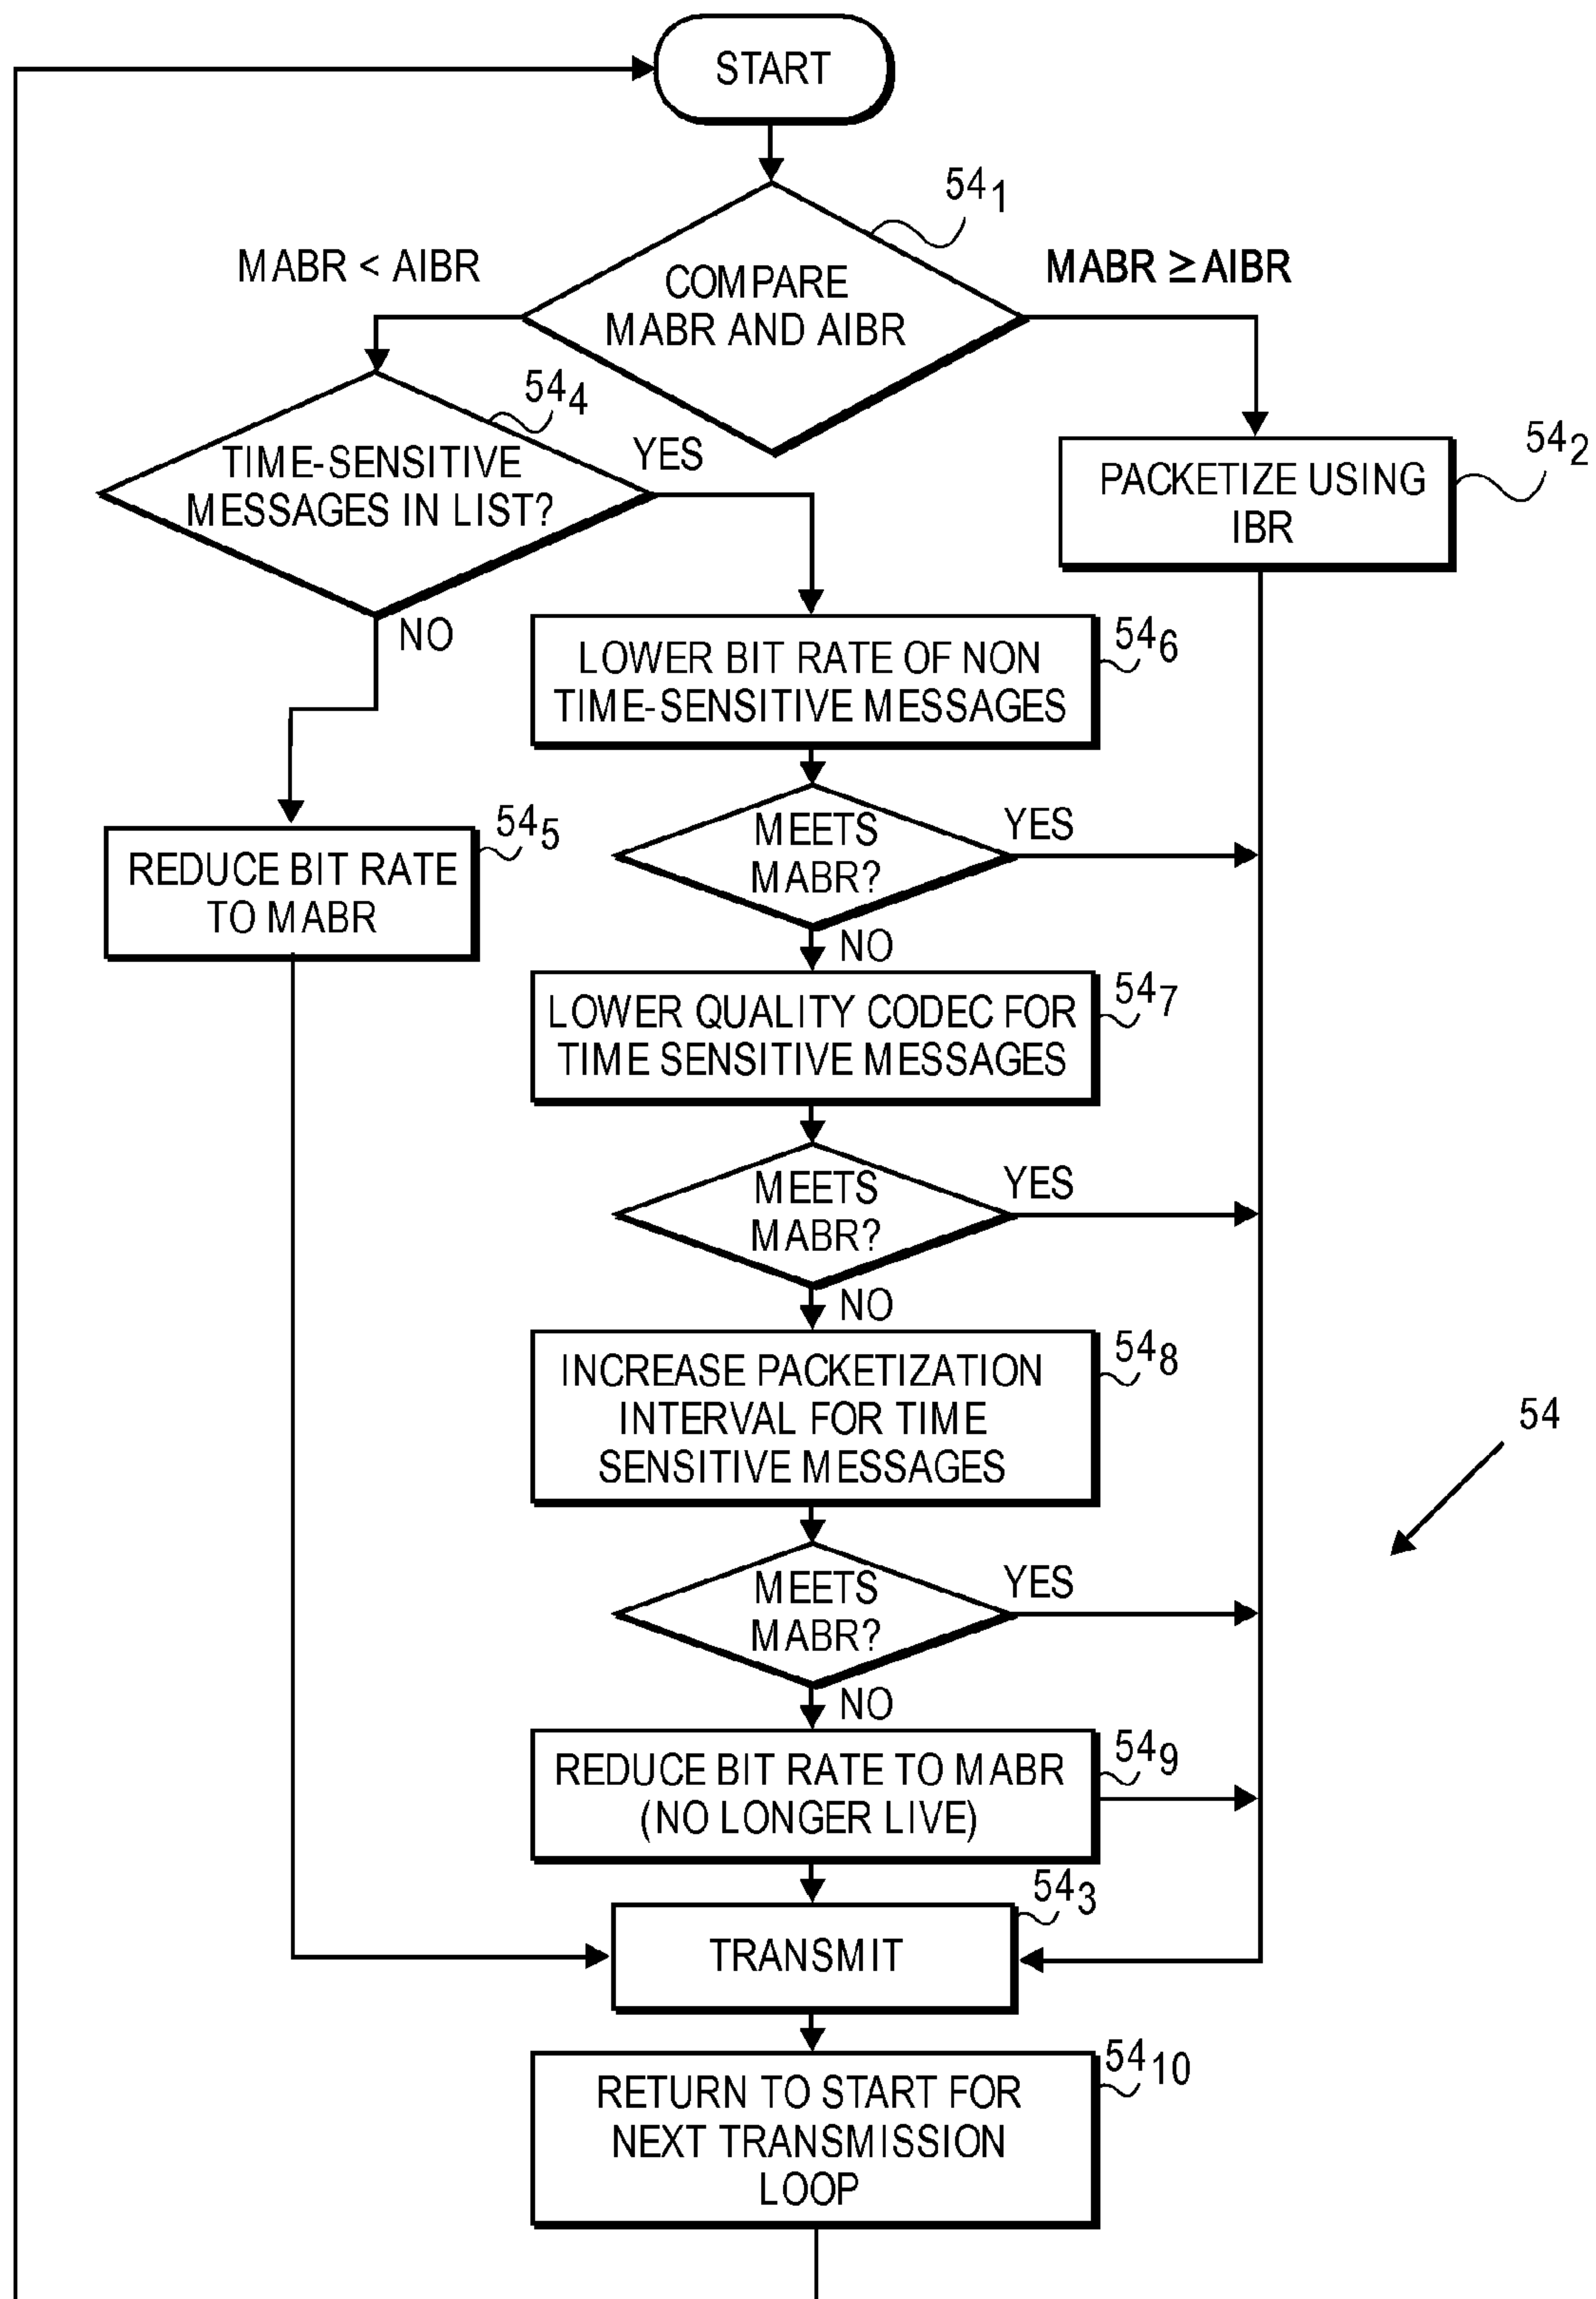 START
54₁
MABR < AIBR
MABR ≥ AIBR
COMPARE
MABR AND AIBR
54₄
TIME-SENSITIVE
MESSAGES IN LIST?
YES
NO
54₂
PACKETIZE USING
IBR
54₆
LOWER BIT RATE OF NON
TIME-SENSITIVE MESSAGES
54₅
REDUCE BIT RATE
TO MABR
MEETS
MABR?
YES
NO
54₇
LOWER QUALITY CODEC FOR
TIME SENSITIVE MESSAGES
MEETS
MABR?
YES
NO
54₈
INCREASE PACKETIZATION
INTERVAL FOR TIME
SENSITIVE MESSAGES
54
MEETS
MABR?
YES
NO
54₉
REDUCE BIT RATE TO MABR
(NO LONGER LIVE)
54₃
TRANSMIT
54₁₀
RETURN TO START FOR
NEXT TRANSMISSION
LOOP